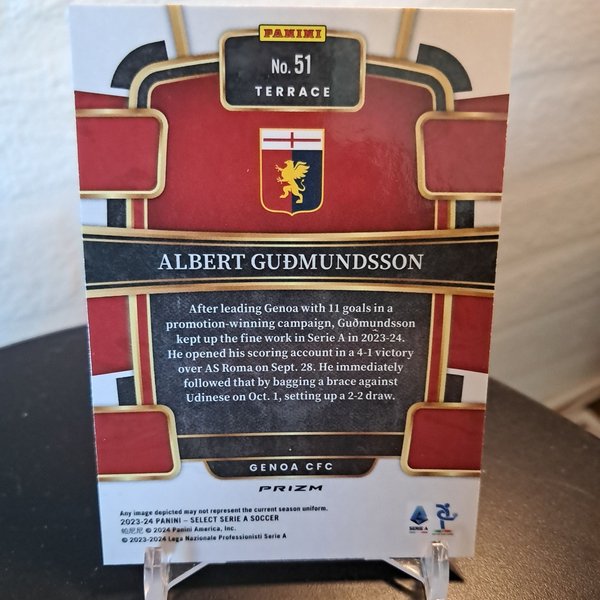 PANINI
No. 51
TERRACE
ALBERT GUÐMUNDSSON
After leading Genoa with 11 goals in a
promotion-winning campaign, Guðmundsson
kept up the fine work in Serie A in 2023-24.
He opened his scoring account in a 4-1 victory
over AS Roma on Sept. 28. He immediately
followed that by bagging a brace against
Udinese on Oct. 1, setting up a 2-2 draw.
GENOA CFC
PRIZM
Any image depicted may not represent the current season uniform.
2023-24 PANINI – SELECT SERIE A SOCCER
帕尼尼 © 2024 Panini America, Inc.
© 2023-2024 Lega Nazionale Professionisti Serie A
SERIE A